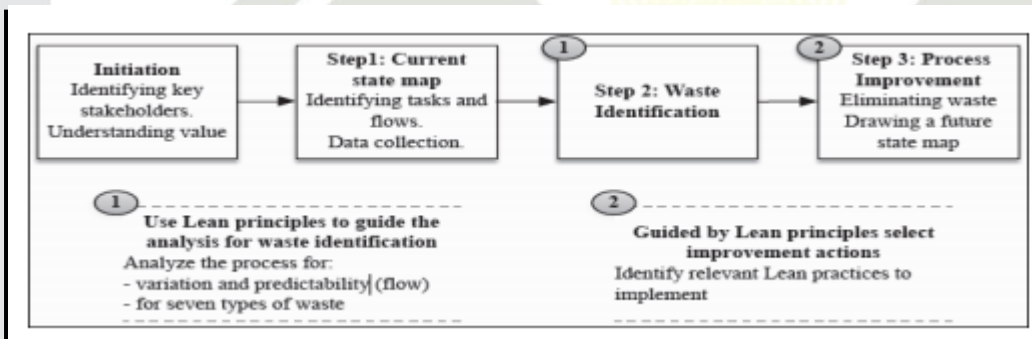 Initiation
Identifying key
stakeholders.
Understanding value
Step1: Current
state map
Identifying tasks and
flows.
Data collection.
1
Step 2: Waste
Identification
2
Step 3: Process
Improvement
Eliminating waste
Drawing a future
state map
1
Use Lean principles to guide the
analysis for waste identification
Analyze the process for:
- variation and predictability (flow)
- for seven types of waste
2
Guided by Lean principles select
improvement actions
Identify relevant Lean practices to
implement